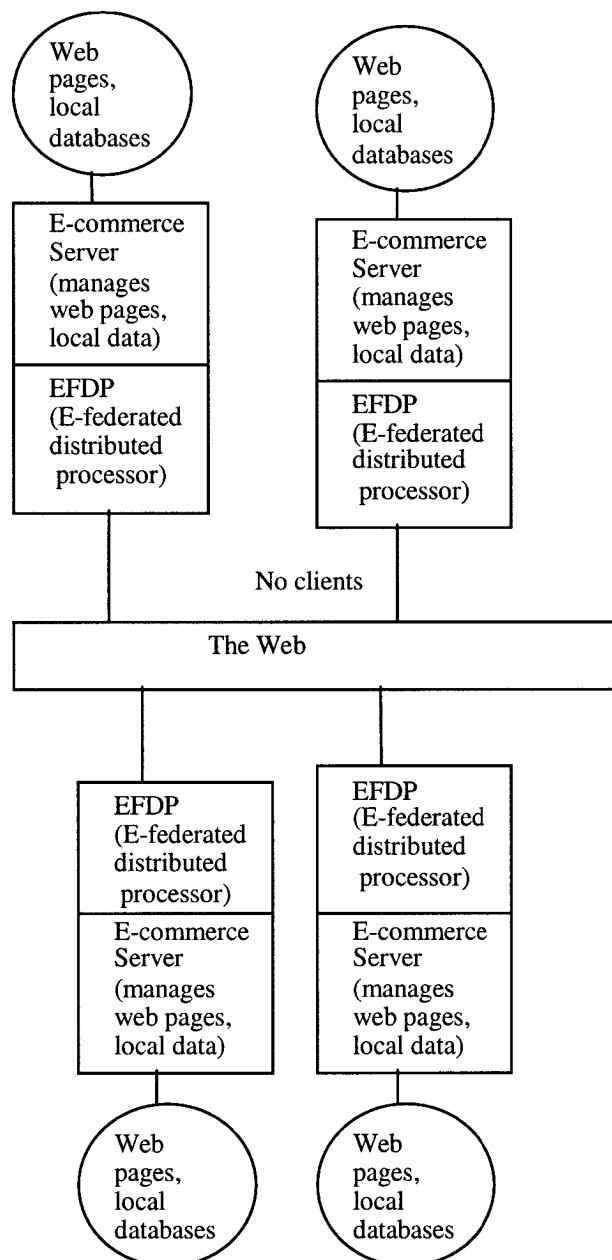 Web
pages,
local
databases
Web
pages,
local
databases
E-commerce
Server
(manages
web pages,
local data)
E-commerce
Server
(manages
web pages,
local data)
EFDP
(E-federated
distributed
processor)
EFDP
(E-federated
distributed
processor)
No clients
The Web
EFDP
(E-federated
distributed
processor)
EFDP
(E-federated
distributed
processor)
E-commerce
Server
(manages
web pages,
local data)
E-commerce
Server
(manages
web pages,
local data)
Web
pages,
local
databases
Web
pages,
local
databases